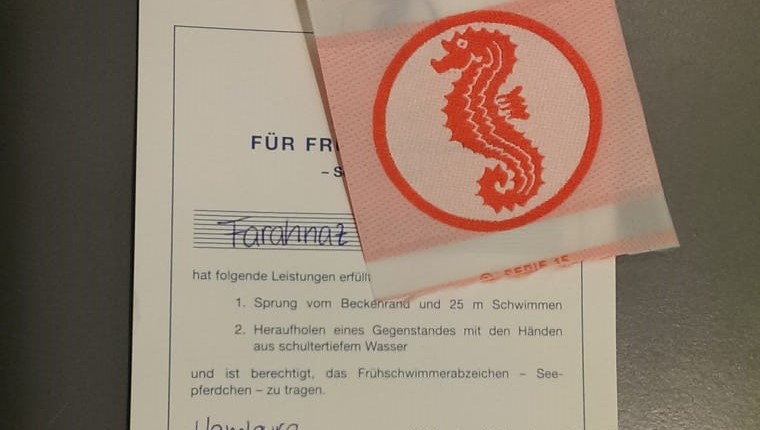 FÜR FR
– S
Farahnaz
hat folgende Leistungen erfüllt
1. Sprung vom Beckenrand und 25 m Schwimmen
2. Heraufholen eines Gegenstandes mit den Händen
aus schultertiefem Wasser
und ist berechtigt, das Frühschwimmerabzeichen – See-
pferdchen – zu tragen.
SERIE 15